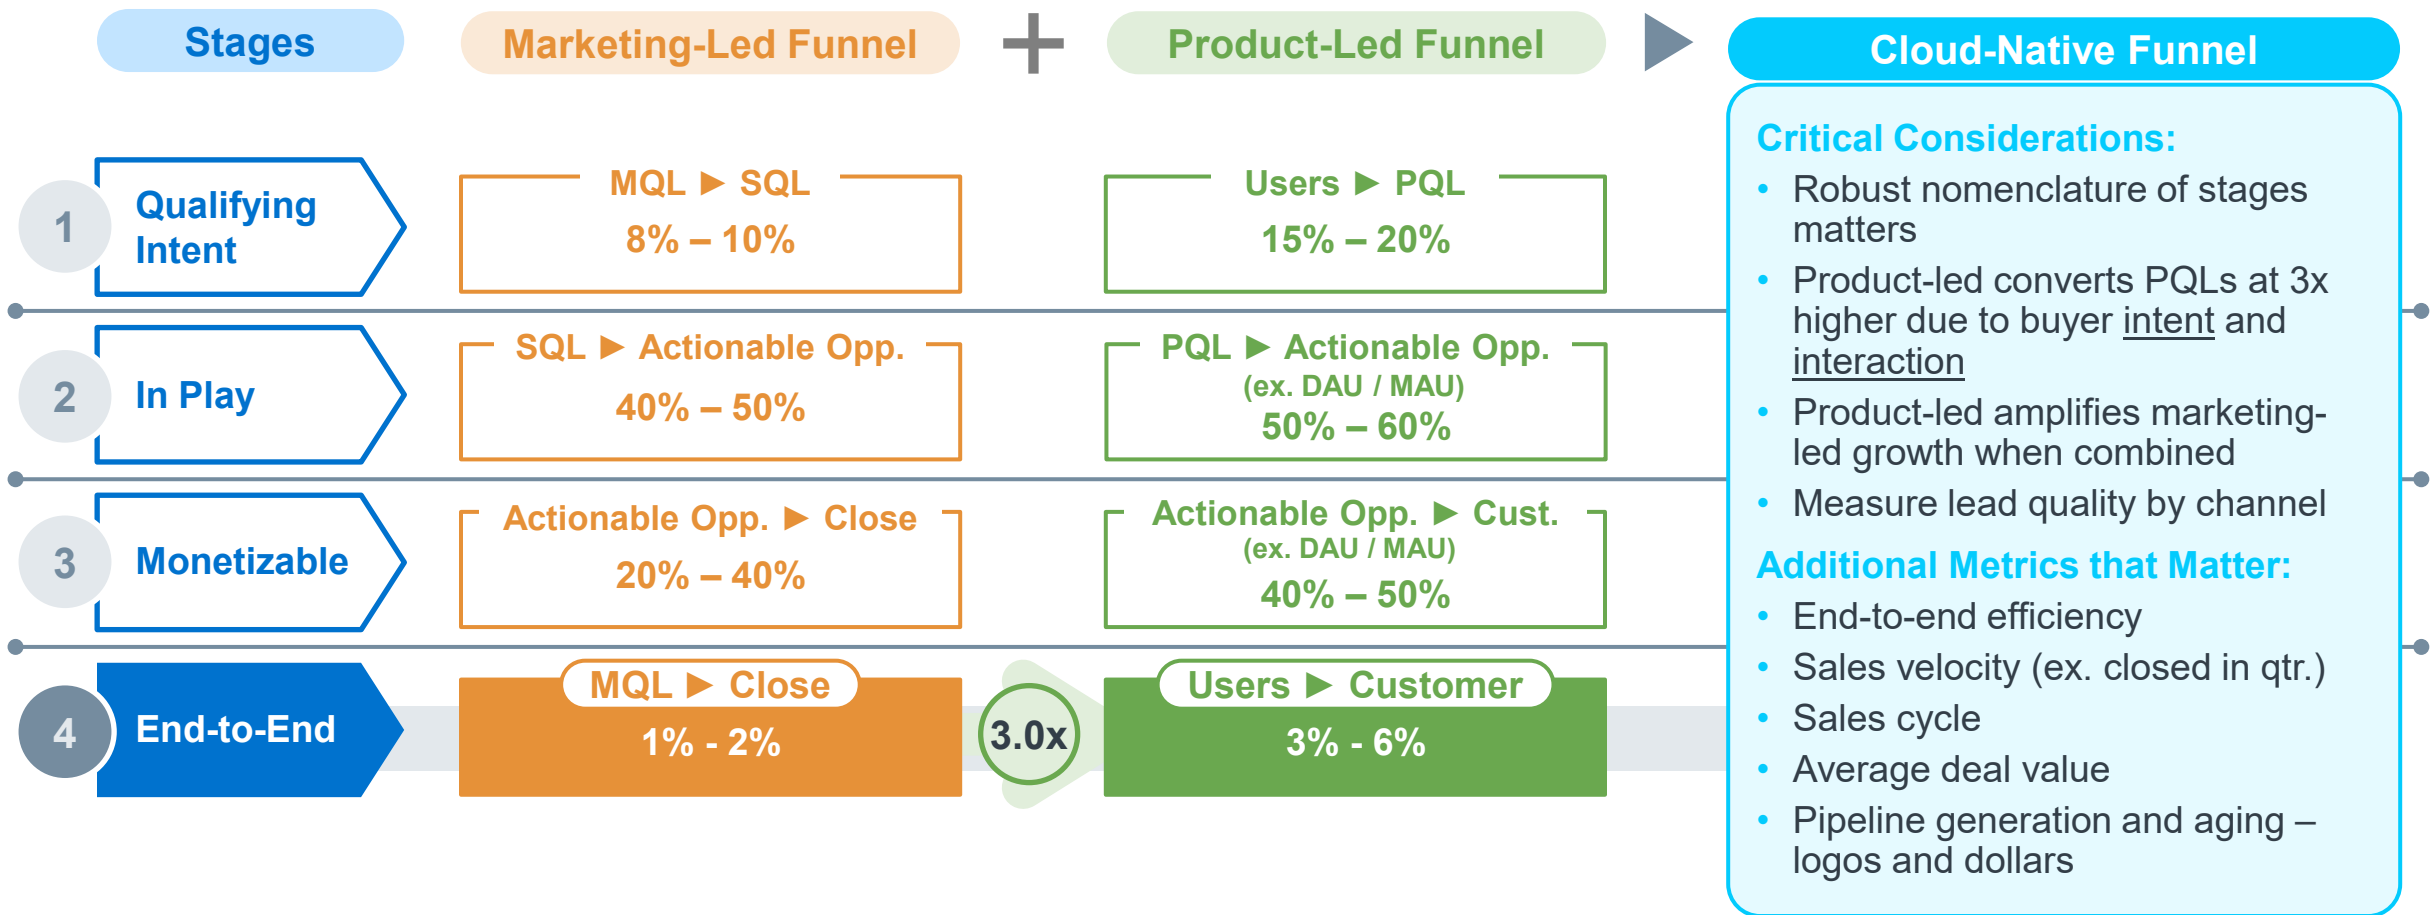 Stages
Marketing-Led Funnel
+
Product-Led Funnel
Cloud-Native Funnel
1
Qualifying
Intent
MQL ► SQL
8% – 10%
Users ► PQL
15% – 20%
2
In Play
SQL ► Actionable Opp.
40% – 50%
PQL ► Actionable Opp.
(ex. DAU / MAU)
50% – 60%
3
Monetizable
Actionable Opp. ► Close
20% – 40%
Actionable Opp. ► Cust.
(ex. DAU / MAU)
40% – 50%
4
End-to-End
MQL ► Close
1% - 2%
3.0x
Users ► Customer
3% - 6%
Critical Considerations:
• Robust nomenclature of stages
matters
• Product-led converts PQLs at 3x
higher due to buyer intent and
interaction
• Product-led amplifies marketing-
led growth when combined
• Measure lead quality by channel
Additional Metrics that Matter:
• End-to-end efficiency
• Sales velocity (ex. closed in qtr.)
• Sales cycle
• Average deal value
• Pipeline generation and aging –
logos and dollars